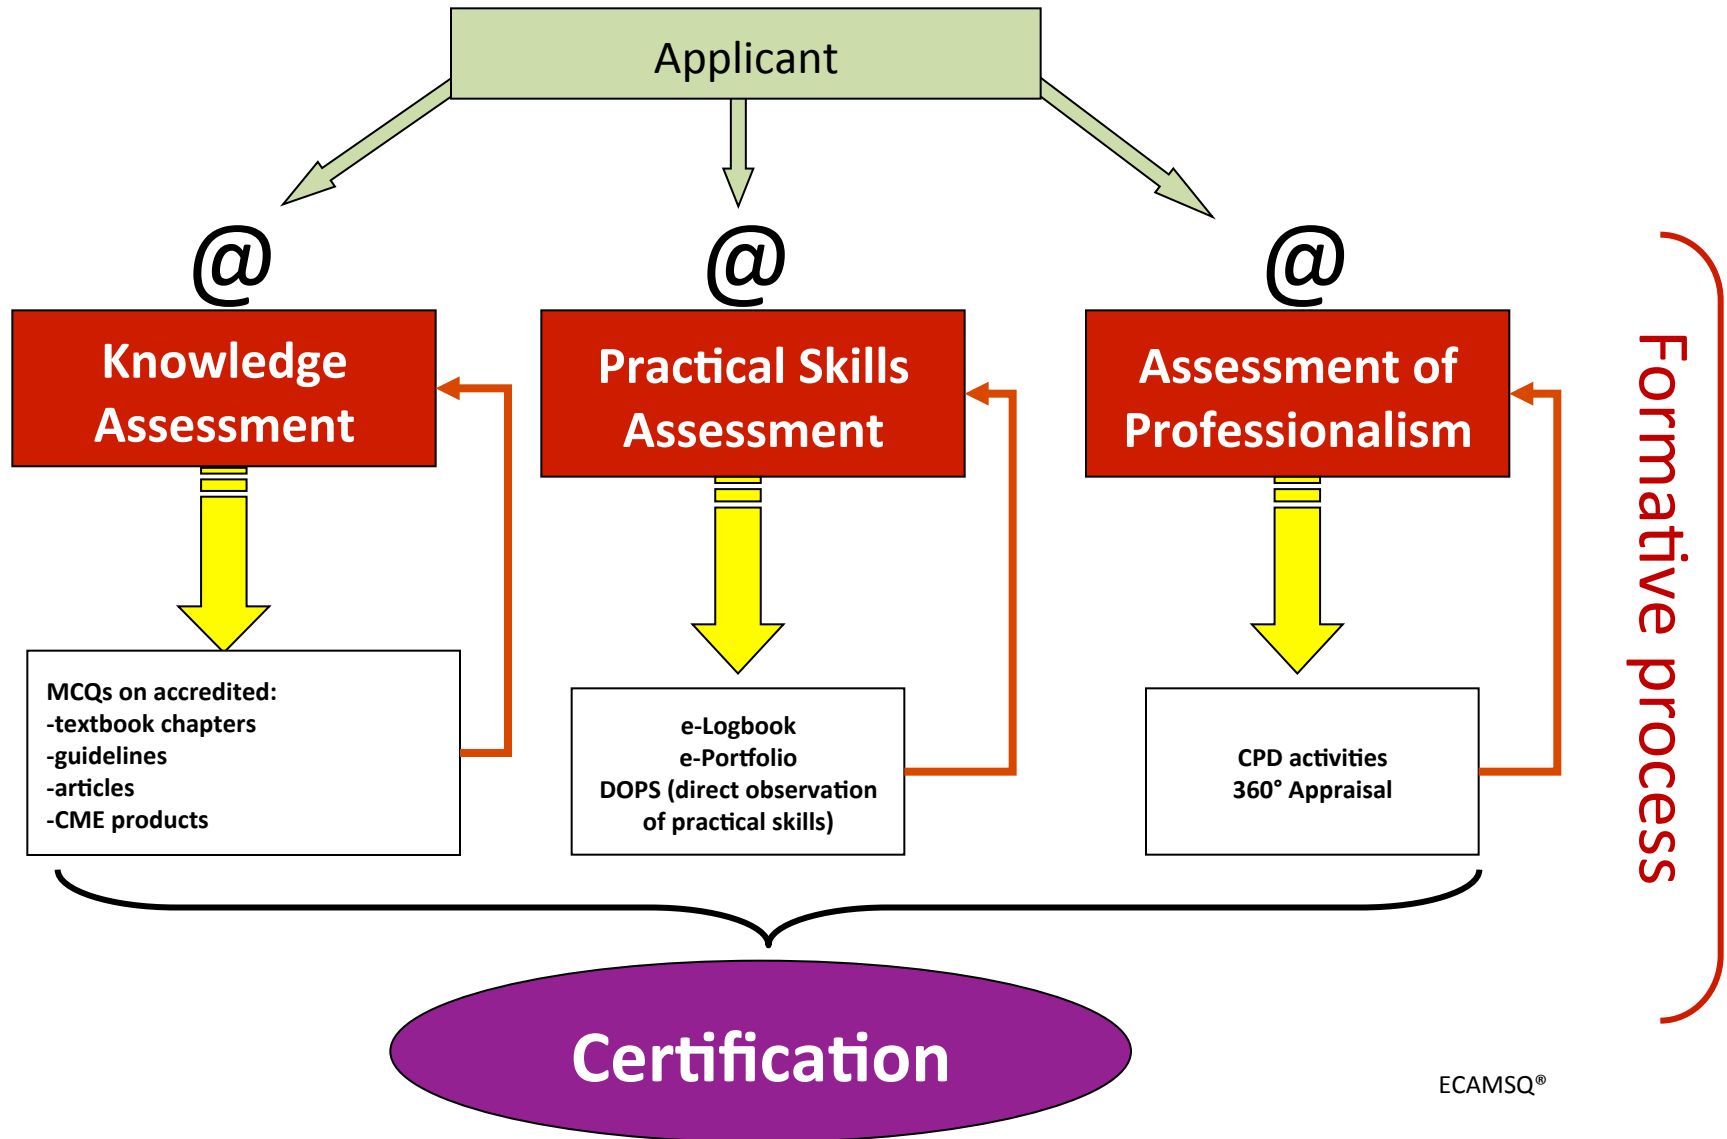 Applicant
@
@
@
Knowledge
Assessment
Practical Skills
Assessment
Assessment of
Professionalism
MCQs on accredited:
-textbook chapters
-guidelines
-articles
-CME products
e-Logbook
e-Portfolio
DOPS (direct observation
of practical skills)
CPD activities
360° Appraisal
Formative process
Certification
ECAMSQ®